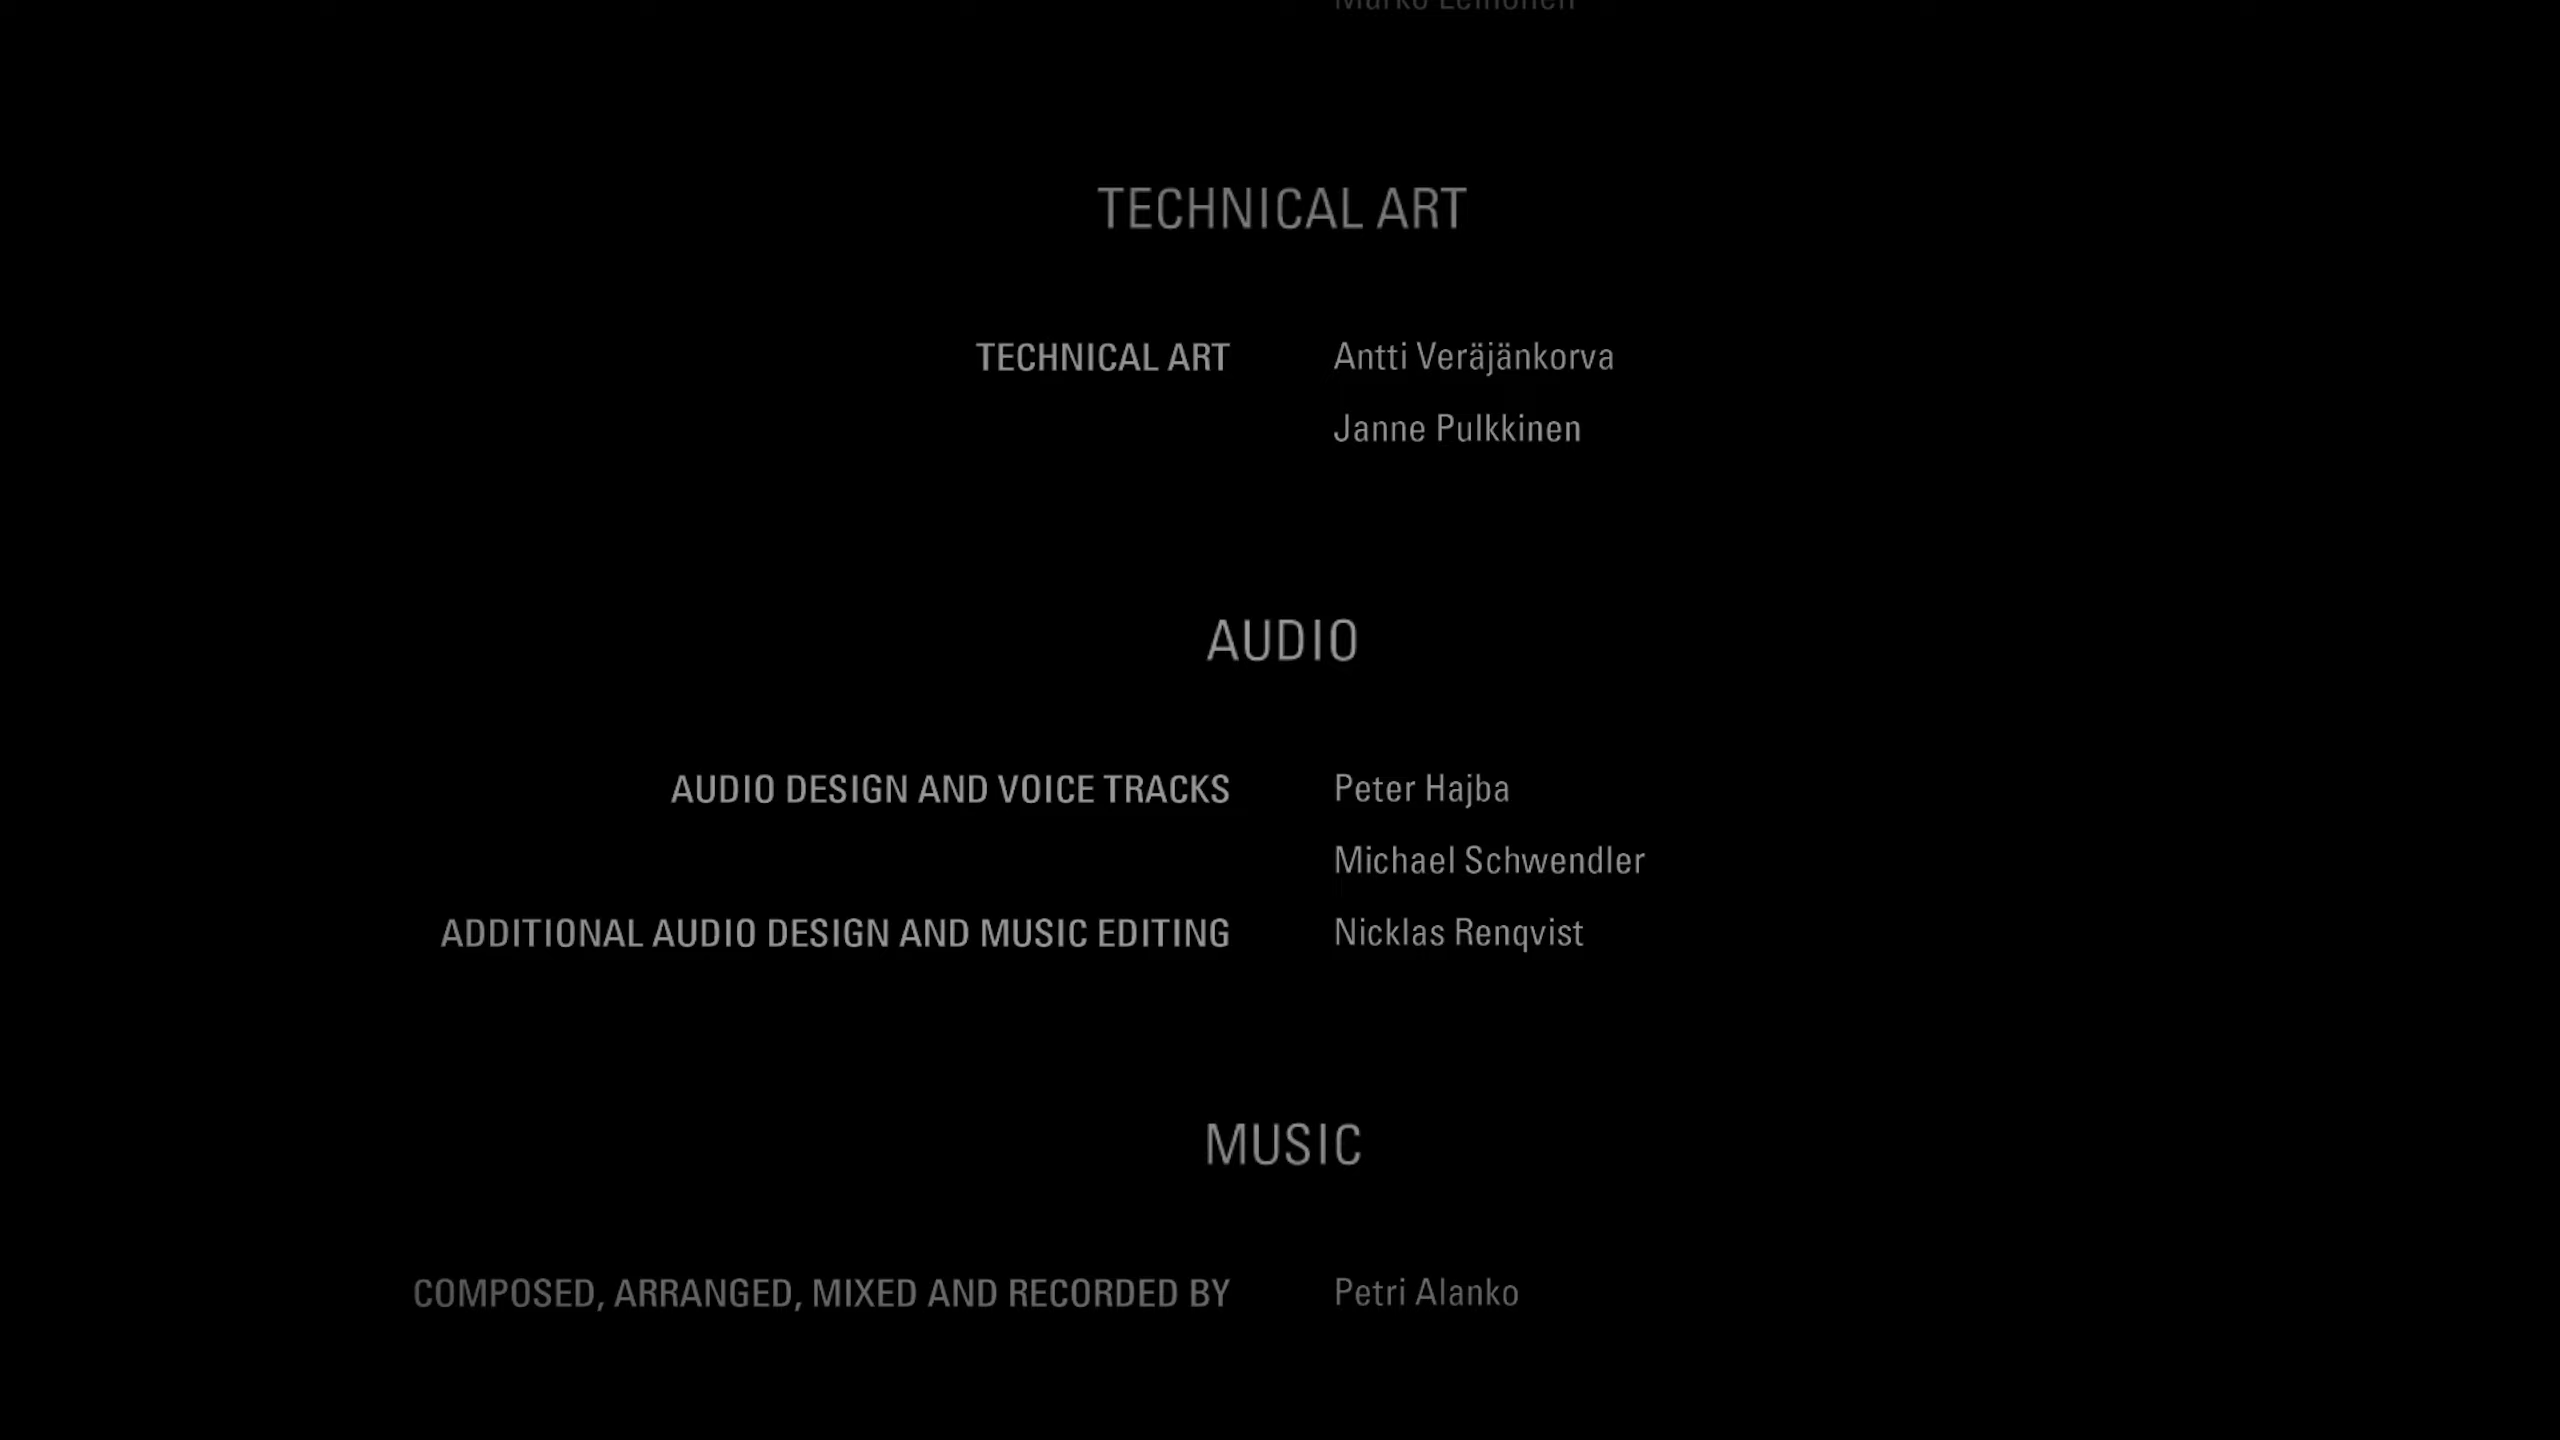 TECHNICAL ART
TECHNICAL ART Antti Veräjänkorva
Janne Pulkkinen
AUDIO
AUDIO DESIGN AND VOICE TRACKS Peter Hajba
Michael Schwendler
ADDITIONAL AUDIO DESIGN AND MUSIC EDITING Nicklas Renqvist
MUSIC
COMPOSED, ARRANGED, MIXED AND RECORDED BY Petri Alanko